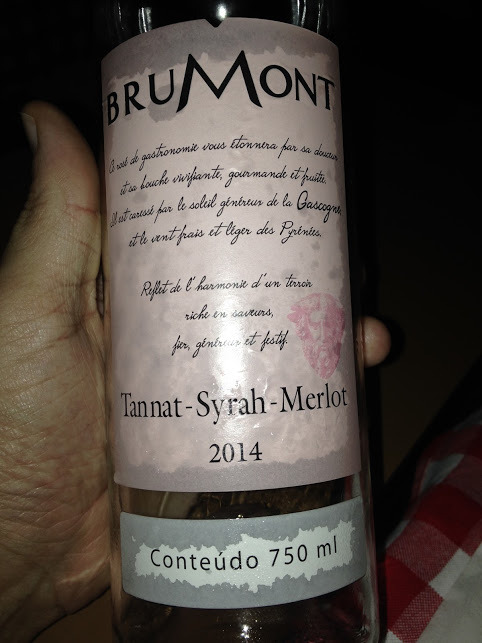 BRUMONT
Ce rosé de gastronomie vous étonnera par sa douceur
et sa bouche vivifiante, gourmande et fruitée.
Il est caressé par le soleil généreux de la Gascogne,
et le vent frais et léger des Pyrénées.
Reflet de l'harmonie d'un terroir
riche en saveurs,
fier, généreux et festif.
Tannat-Syrah-Merlot
2014
Conteúdo 750 ml